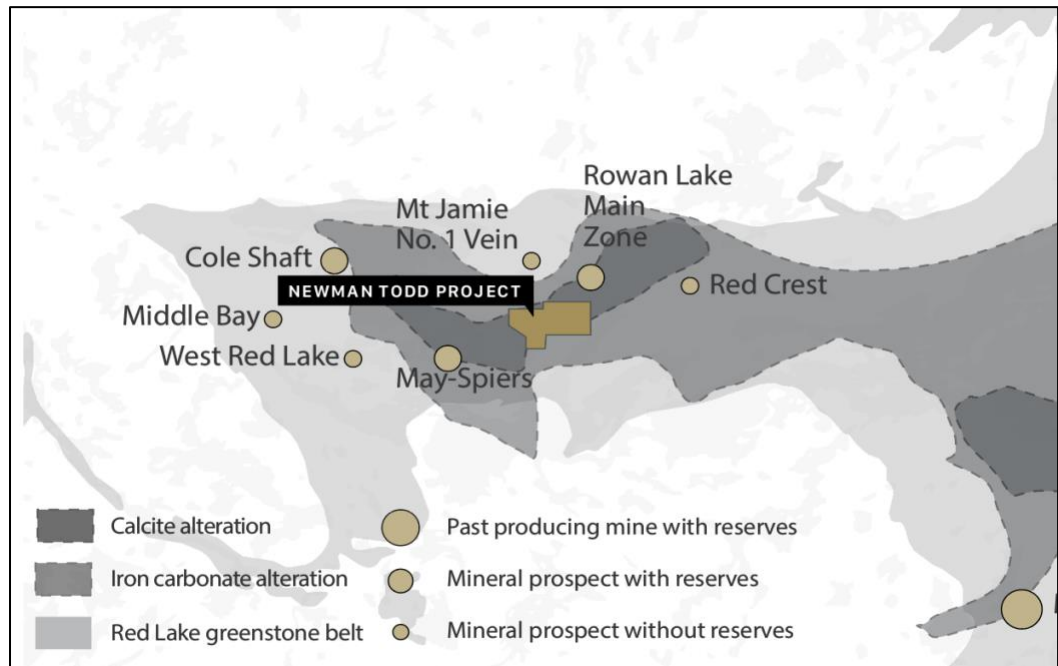 Rowan Lake
Main
Zone
Mt Jamie
No. 1 Vein
Cole Shaft
NEWMAN TODD PROJECT
Red Crest
Middle Bay
West Red Lake
May-Spiers
Calcite alteration
Past producing mine with reserves
Iron carbonate alteration
Mineral prospect with reserves
Red Lake greenstone belt
Mineral prospect without reserves